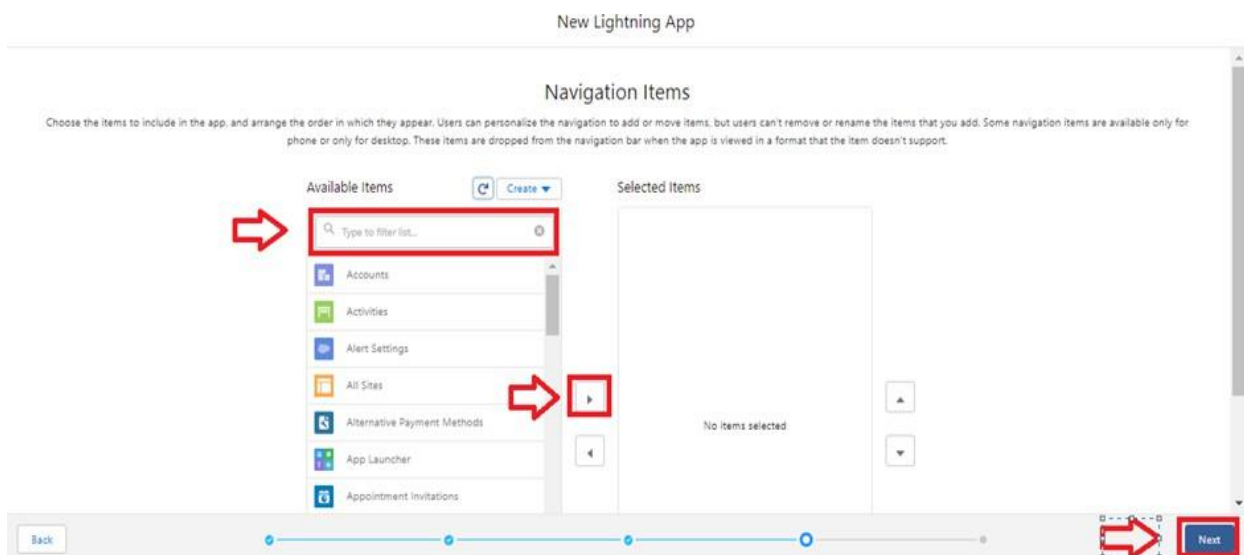 New Lightning App
Navigation Items
Choose the items to include in the app, and arrange the order in which they appear. Users can personalize the navigation to add or move items, but users can't remove or rename the items that you add. Some navigation items are available only for
phone or only for desktop. These items are dropped from the navigation bar when the app is viewed in a format that the item doesn't support.
Available Items
Create
Selected Items
Type to filter list...
Accounts
Activities
Alert Settings
All Sites
Alternative Payment Methods
App Launcher
Appointment Invitations
No items selected
Back
Next